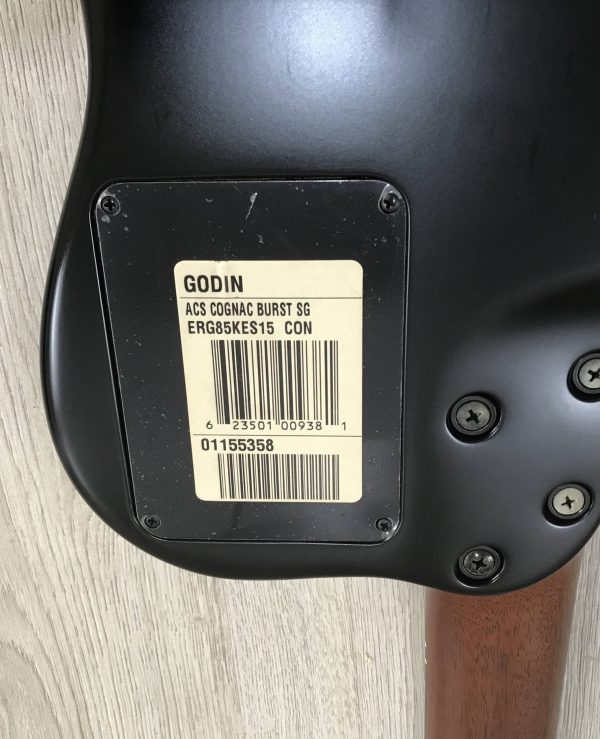 GODIN
ACS COGNAC BURST SG
ERG85KES15 CON
6 23501 00938 1
01155358